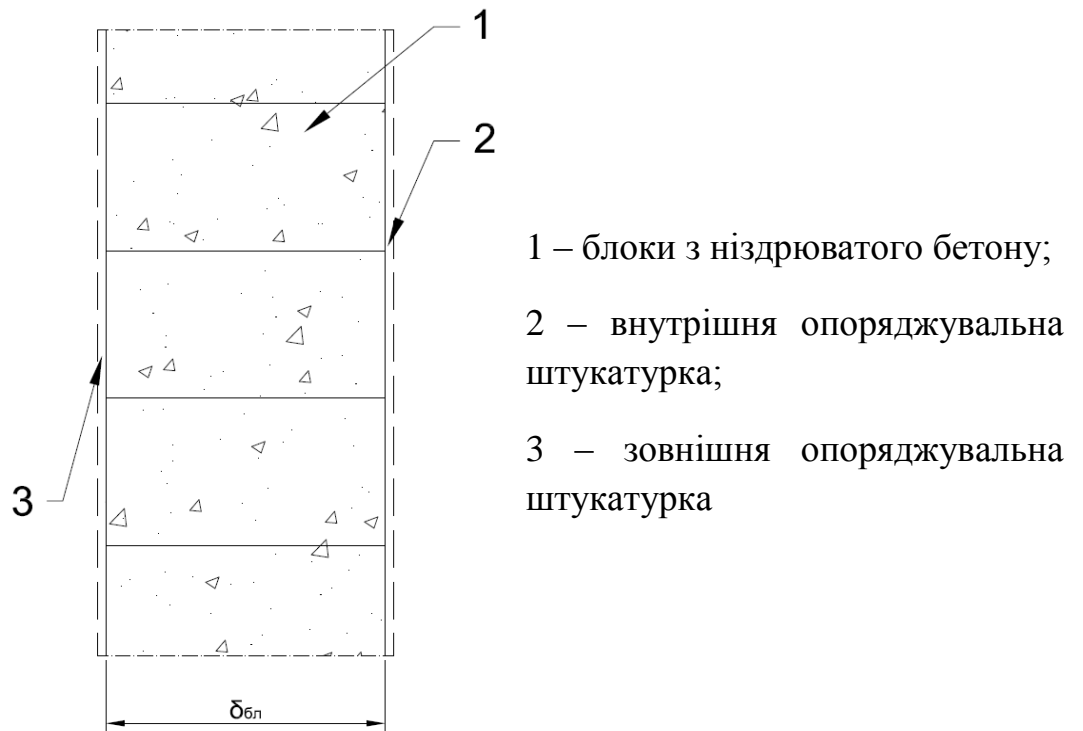 1
2
3
δбл
1 – блоки з ніздрюватого бетону;
2 – внутрішня опоряджувальна
штукатурка;
3 – зовнішня опоряджувальна
штукатурка